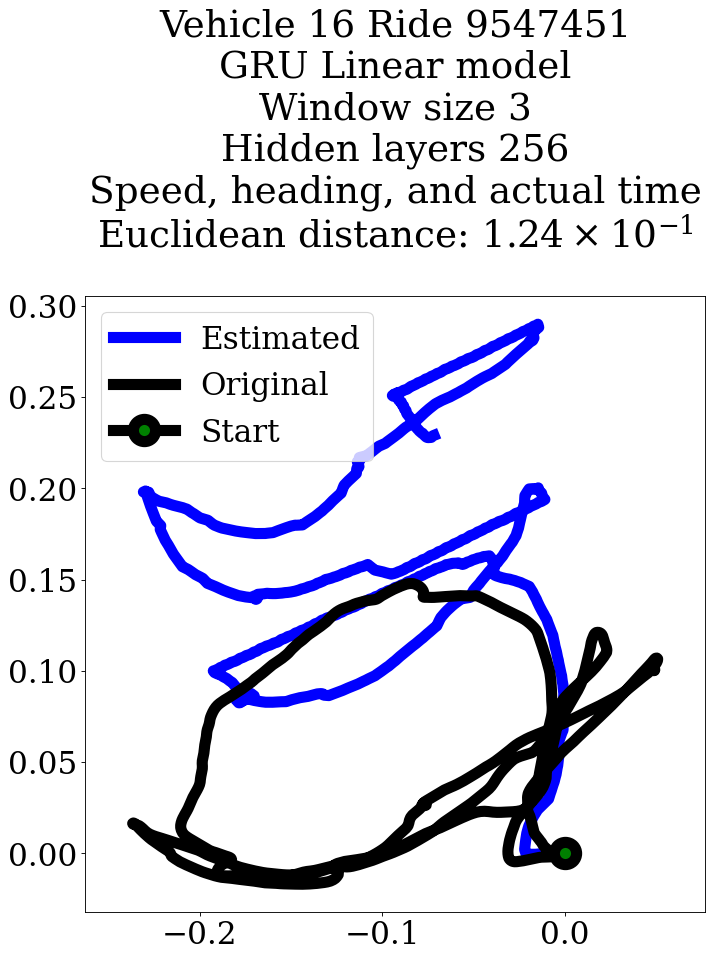 Vehicle 16 Ride 9547451
GRU Linear model
Window size 3
Hidden layers 256
Speed, heading, and actual time
Euclidean distance: 1.24 × 10⁻¹
0.30
Estimated
Original
Start
0.25
0.20
0.15
0.10
0.05
0.00
−0.2
−0.1
0.0